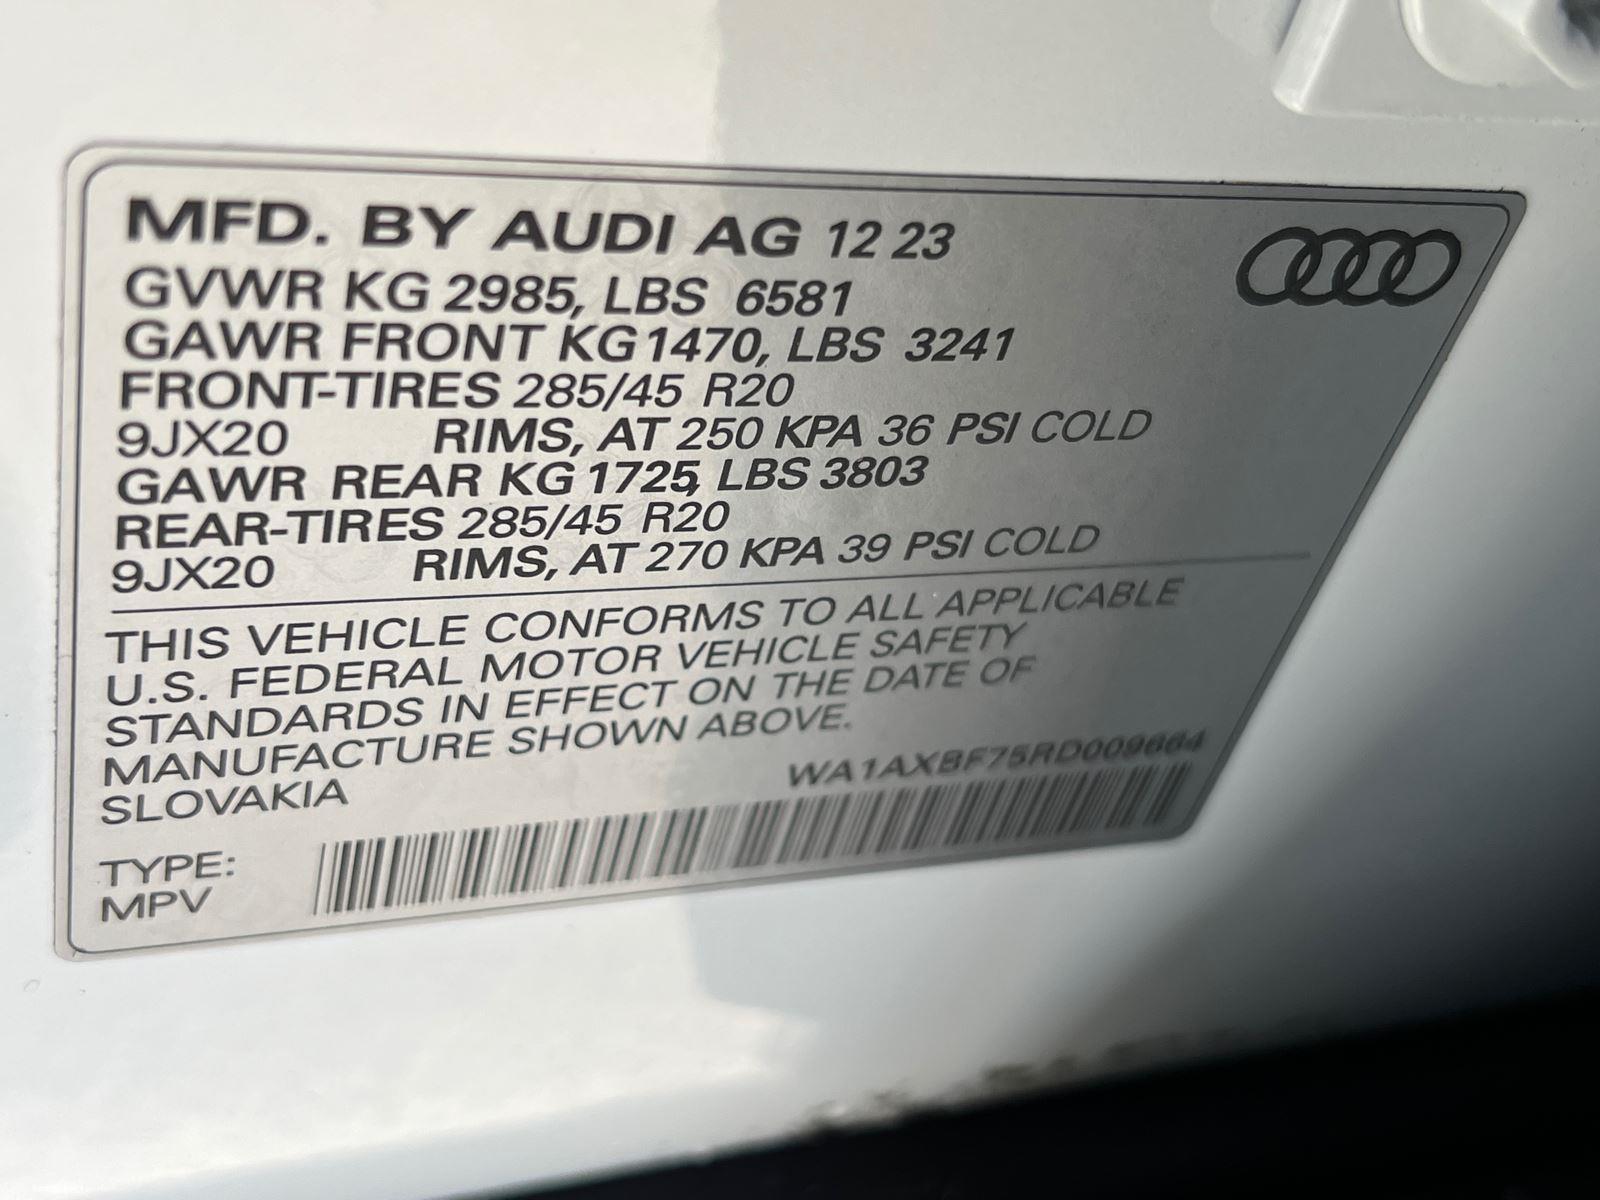 MFD. BY AUDI AG 12 23
GVWR KG 2985, LBS 6581
GAWR FRONT KG 1470, LBS 3241
FRONT-TIRES 285/45 R20
9JX20 RIMS, AT 250 KPA 36 PSI COLD
GAWR REAR KG 1725, LBS 3803
REAR-TIRES 285/45 R20
9JX20 RIMS, AT 270 KPA 39 PSI COLD
THIS VEHICLE CONFORMS TO ALL APPLICABLE
U.S. FEDERAL MOTOR VEHICLE SAFETY
STANDARDS IN EFFECT ON THE DATE OF
MANUFACTURE SHOWN ABOVE.
SLOVAKIA
WA1AXBF75RD009664
TYPE:
MPV